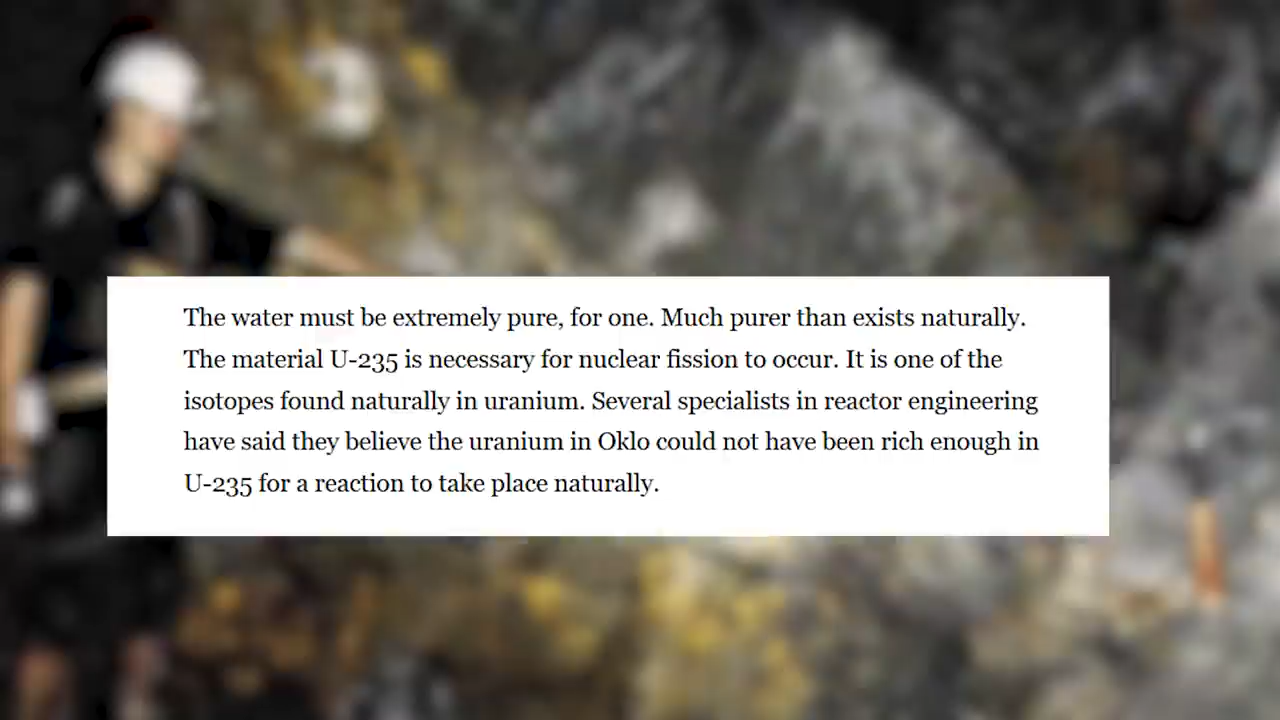 The water must be extremely pure, for one. Much purer than exists naturally.
The material U-235 is necessary for nuclear fission to occur. It is one of the
isotopes found naturally in uranium. Several specialists in reactor engineering
have said they believe the uranium in Oklo could not have been rich enough in
U-235 for a reaction to take place naturally.